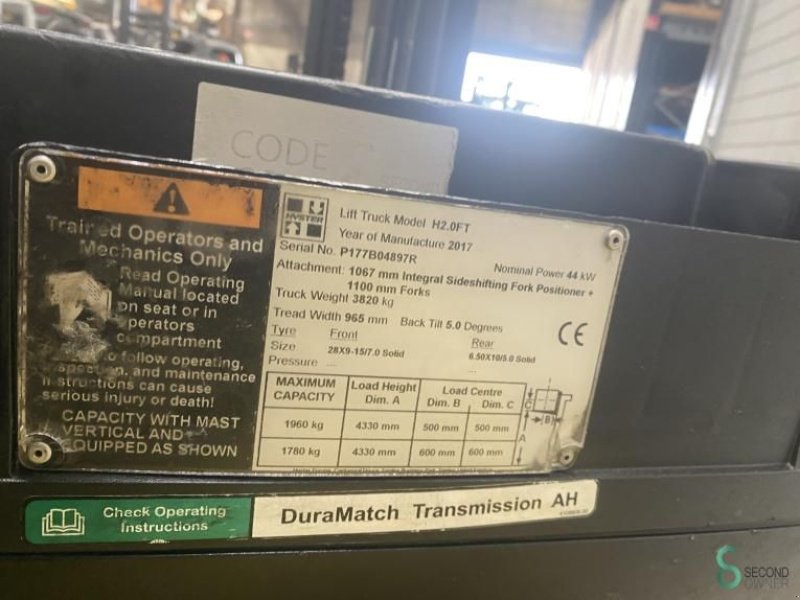 CODE
Trained Operators and
Mechanics Only
Read Operating
Manual located
on seat or in
operators
compartment
to follow operating,
inspection, and maintenance
instructions can cause
serious injury or death!
CAPACITY WITH MAST
VERTICAL AND
EQUIPPED AS SHOWN
HYSTER
Lift Truck Model H2.0FT
Year of Manufacture 2017
Serial No. P177B04897R
Nominal Power 44 kW
Attachment: 1067 mm Integral Sideshifting Fork Positioner +
1100 mm Forks
Truck Weight 3820 kg
Tread Width 965 mm Back Tilt 5.0 Degrees
Tyre Front Rear
Size 28X9-15/7.0 Solid 6.50X10/5.0 Solid
Pressure .... ...
MAXIMUM CAPACITY Load Height Dim. A Load Centre Dim. B Dim. C
1960 kg 4330 mm 500 mm 500 mm
1780 kg 4330 mm 600 mm 600 mm
C
B
A
CE
Check Operating
Instructions
DuraMatch Transmission AH
SECOND
OWNER